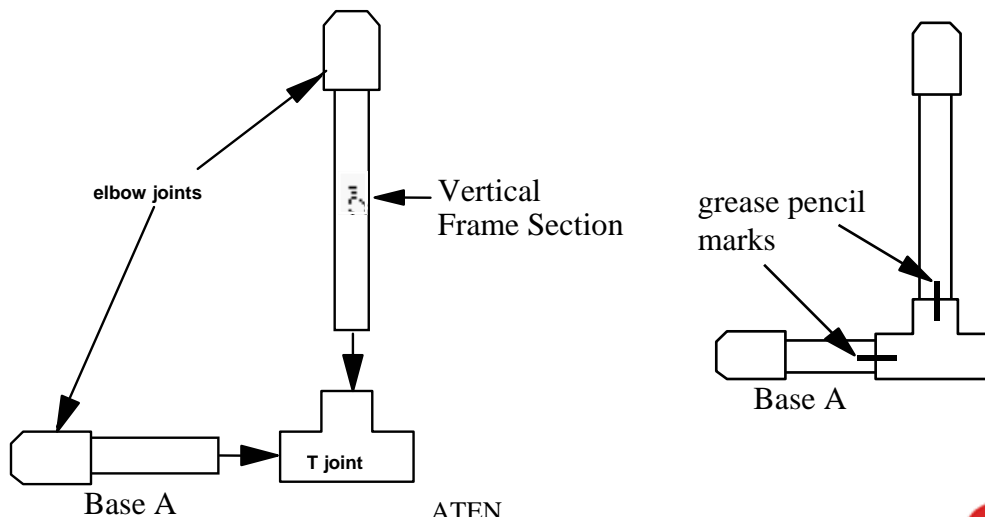 elbow joints
Vertical
Frame Section
T joint
Base A
grease pencil
marks
Base A